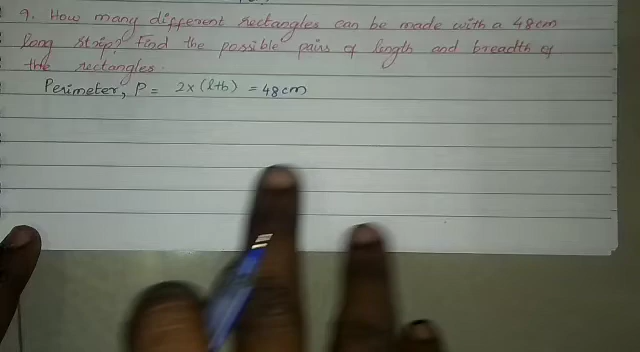 9. How many different rectangles can be made with a 48cm
long strip? Find the possible pairs of length and breadth of
the rectangles.
Perimeter, P = 2x(l+b) = 48cm